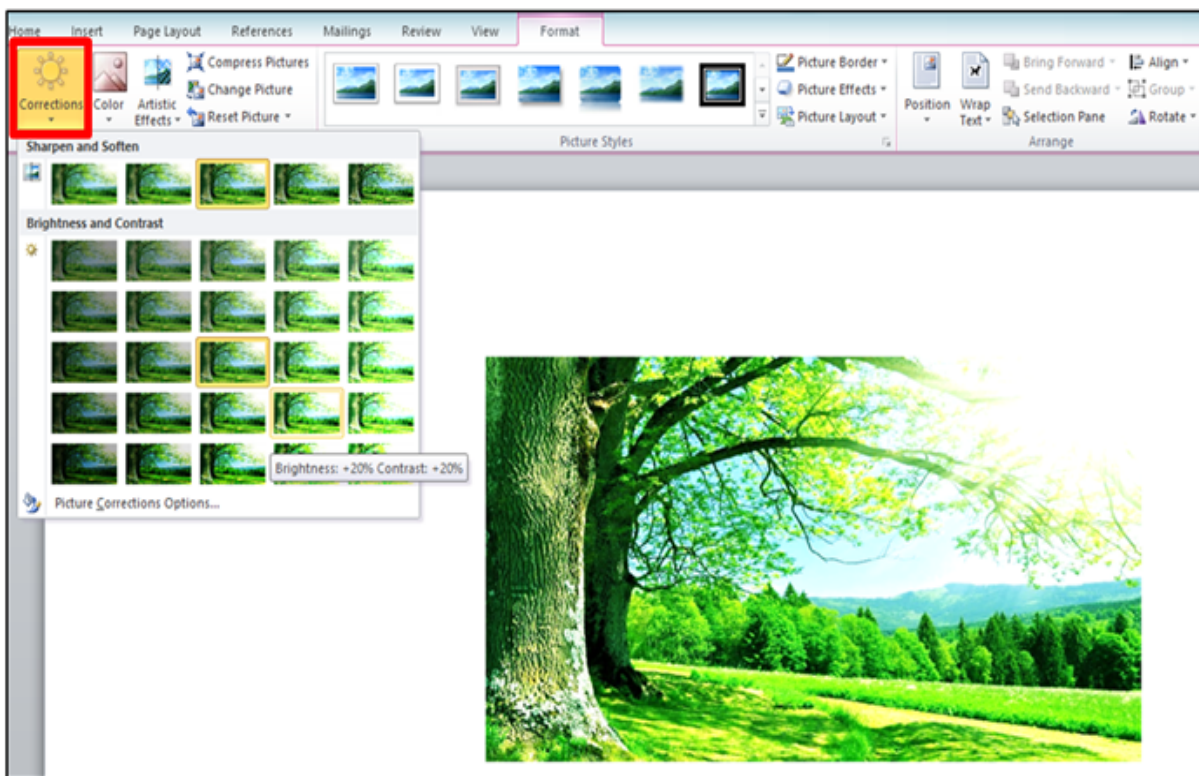 Home Insert Page Layout References Mailings Review View Format
Corrections
Color
Artistic
Effects
Compress Pictures
Change Picture
Reset Picture
Picture Border
Picture Effects
Picture Layout
Picture Styles
Position
Wrap
Text
Bring Forward
Send Backward
Selection Pane
Align
Group
Rotate
Arrange
Sharpen and Soften
Brightness and Contrast
Brightness: +20% Contrast: +20%
Picture Corrections Options...